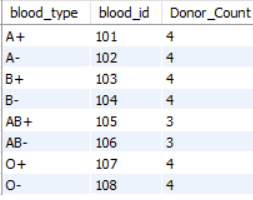 blood_type blood_id Donor_Count
A+ 101 4
A- 102 4
B+ 103 4
B- 104 4
AB+ 105 3
AB- 106 3
O+ 107 4
O- 108 4